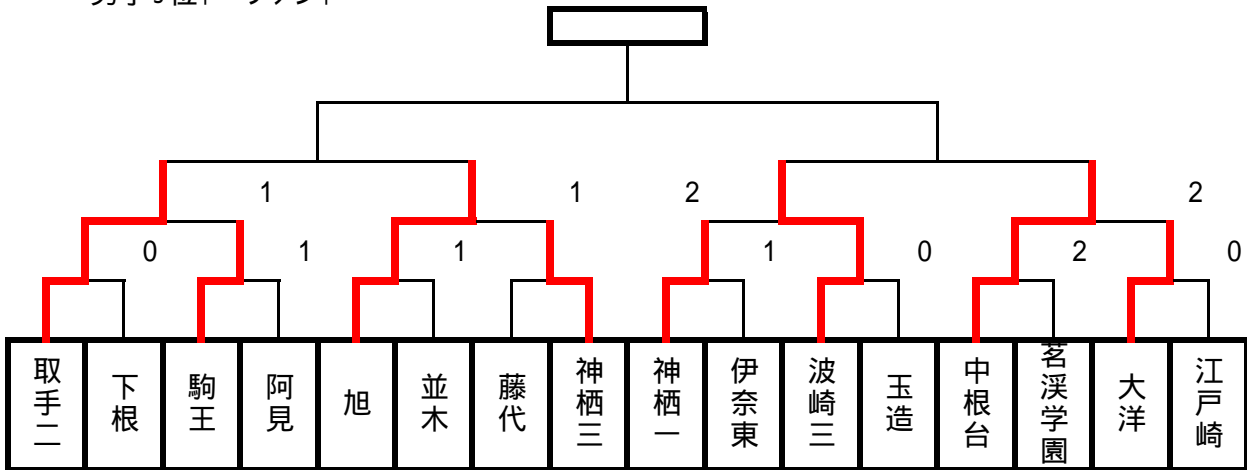 1 1 2 2
0 1 1 1 0 2 0
取手二
下根
駒王
阿見
旭
並木
藤代
神栖三
神栖一
伊奈東
波崎三
玉造
中根台
茗渓学園
大洋
江戸崎